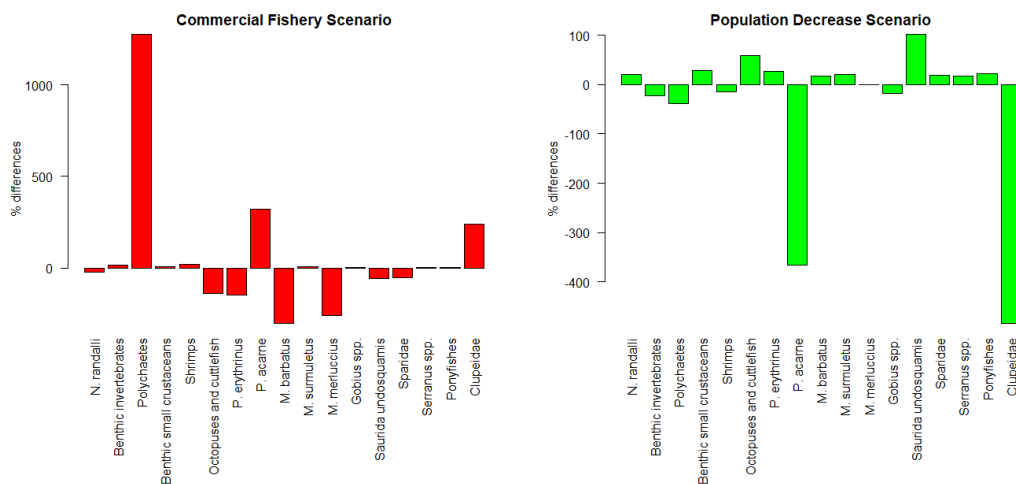 Commercial Fishery Scenario
% differences
1000
500
0
N. randalli
Benthic invertebrates
Polychaetes
Benthic small crustaceans
Shrimps
Octopuses and cuttlefish
P. erythrinus
P. acarne
M. barbatus
M. surmuletus
M. merluccius
Gobius spp.
Saurida undosquamis
Sparidae
Serranus spp.
Ponyfishes
Clupeidae
Population Decrease Scenario
% differences
100
0
-100
-200
-300
-400
N. randalli
Benthic invertebrates
Polychaetes
Benthic small crustaceans
Shrimp
Octopuses and cuttlefish
P. erythrinus
P. acarne
M. barbatus
M. surmuletus
M. merluccius
Gobius spp.
Saurida undosquamis
Sparidae
Serranus spp.
Ponyfishes
Clupeidae